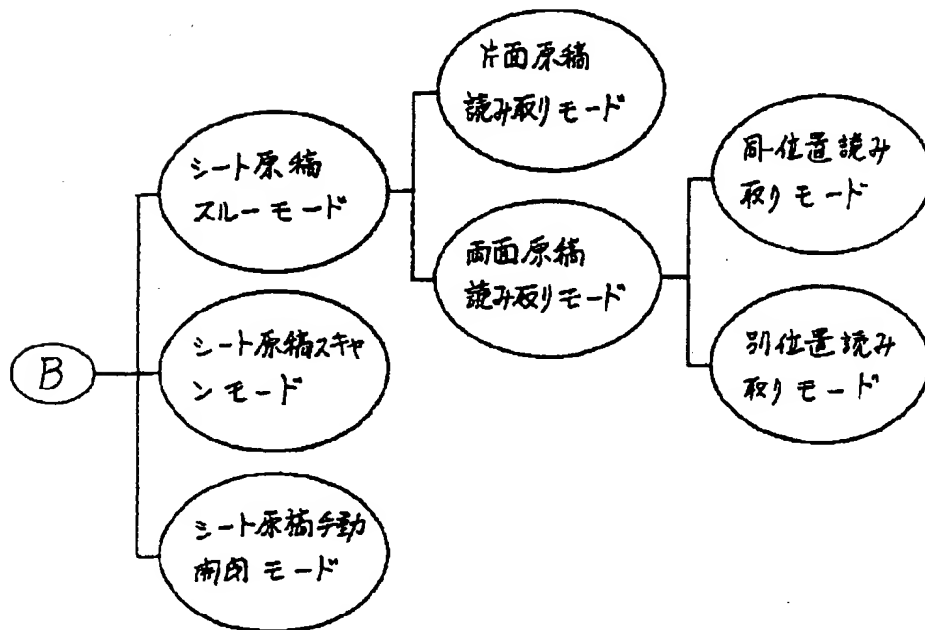 片面原稿
読み取りモード
シート原稿
スルーモード
同一位置読み
取りモード
両面原稿
読み取りモード
シート原稿スキャ
ンモード
別位置読み
取りモード
B
シート原稿手動
開閉モード